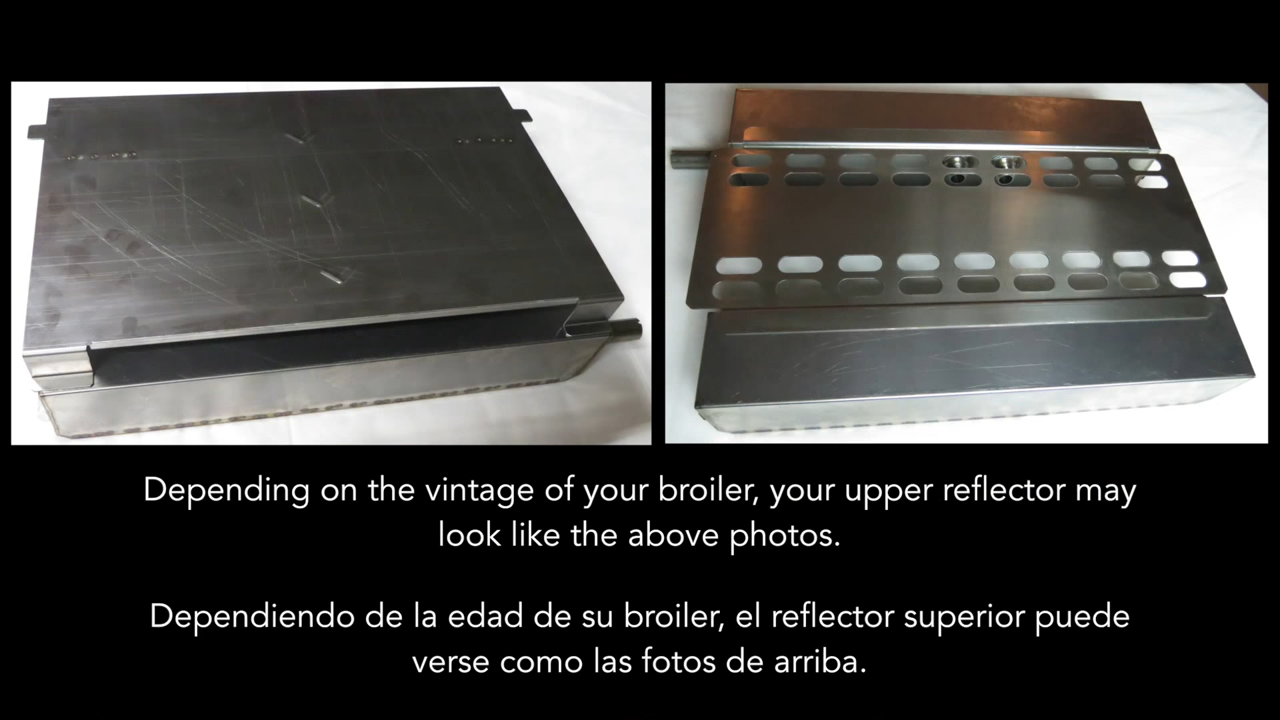 Depending on the vintage of your broiler, your upper reflector may
look like the above photos.
Dependiendo de la edad de su broiler, el reflector superior puede
verse como las fotos de arriba.